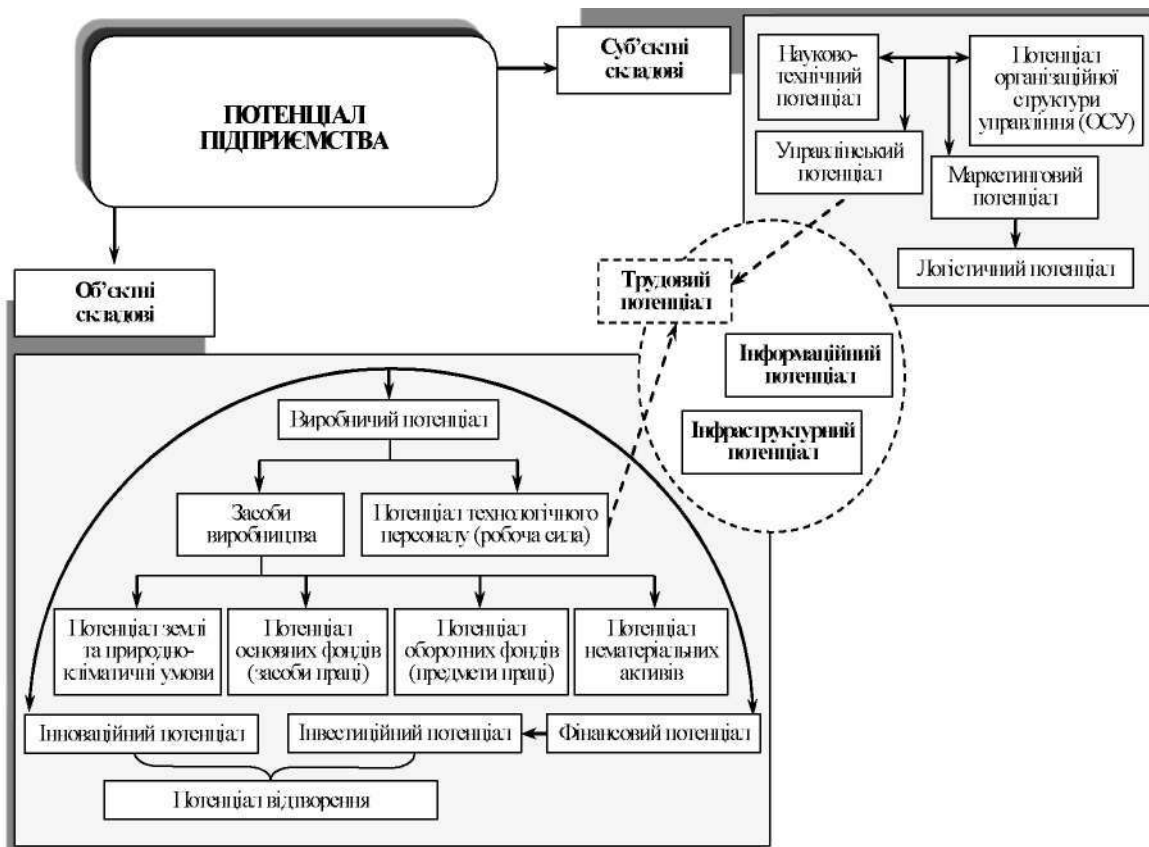 ПОТЕНЦІАЛ
ПІДПРИЄМСТВА
Суб’єктні
складові
Науково-
технічний
потенціал
Потенціал
організаційної
структури
управління (ОСУ)
Управлінський
потенціал
Маркетинговий
потенціал
Логістичний потенціал
Об’єктні
складові
Трудовий
потенціал
Інформаційний
потенціал
Інфраструктурний
потенціал
Виробничий потенціал
Засоби
виробництва
Потенціал технологічного
персоналу (робоча сила)
Потенціал землі
та природно-
кліматичні умови
Потенціал
основних фондів
(засоби праці)
Потенціал
оборотних фондів
(предмети праці)
Потенціал
нематеріальних
активів
Інноваційний потенціал
Інвестиційний потенціал
Фінансовий потенціал
Потенціал відтворення